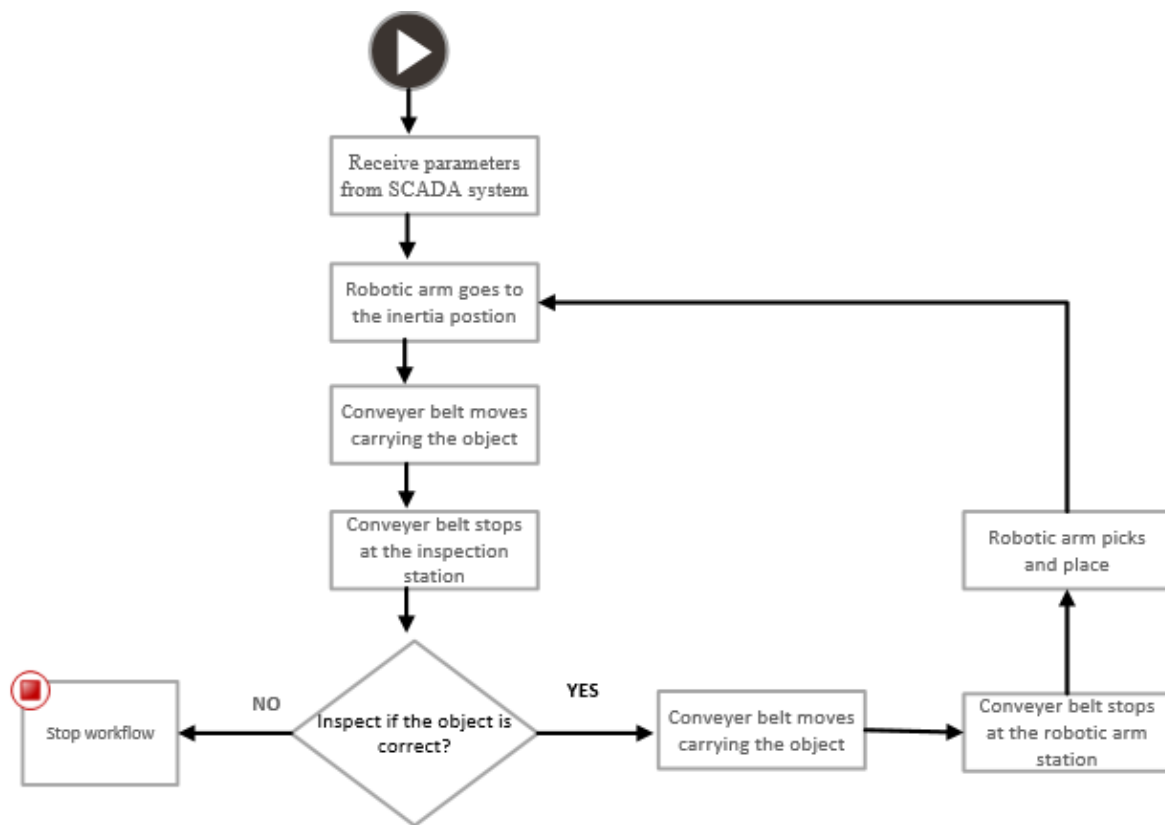 Receive parameters
from SCADA system
Robotic arm goes to
the inertia postion
Conveyer belt moves
carrying the object
Conveyer belt stops
at the inspection
station
Inspect if the object is
correct?
NO
Stop workflow
YES
Conveyer belt moves
carrying the object
Conveyer belt stops
at the robotic arm
station
Robotic arm picks
and place